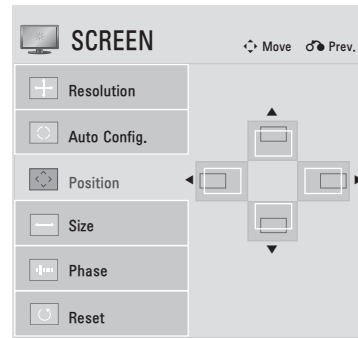 SCREEN
Move Prev.
Resolution
Auto Config.
Position
Size
Phase
Reset